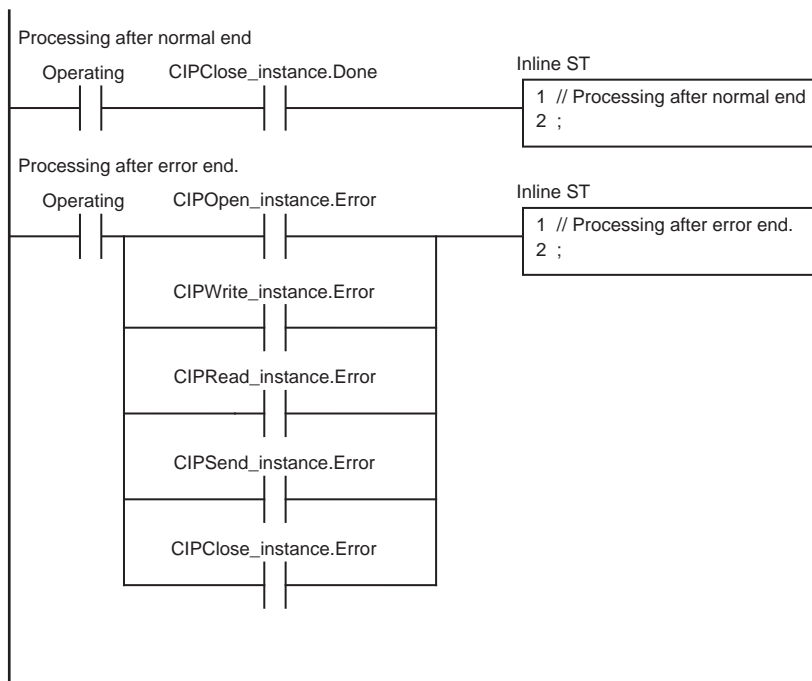 Processing after normal end
Operating CIPClose_instance.Done Inline ST
1 // Processing after normal end
2 ;
Processing after error end.
Operating CIPOpen_instance.Error Inline ST
1 // Processing after error end.
2 ;
CIPWrite_instance.Error
CIPRead_instance.Error
CIPSend_instance.Error
CIPClose_instance.Error